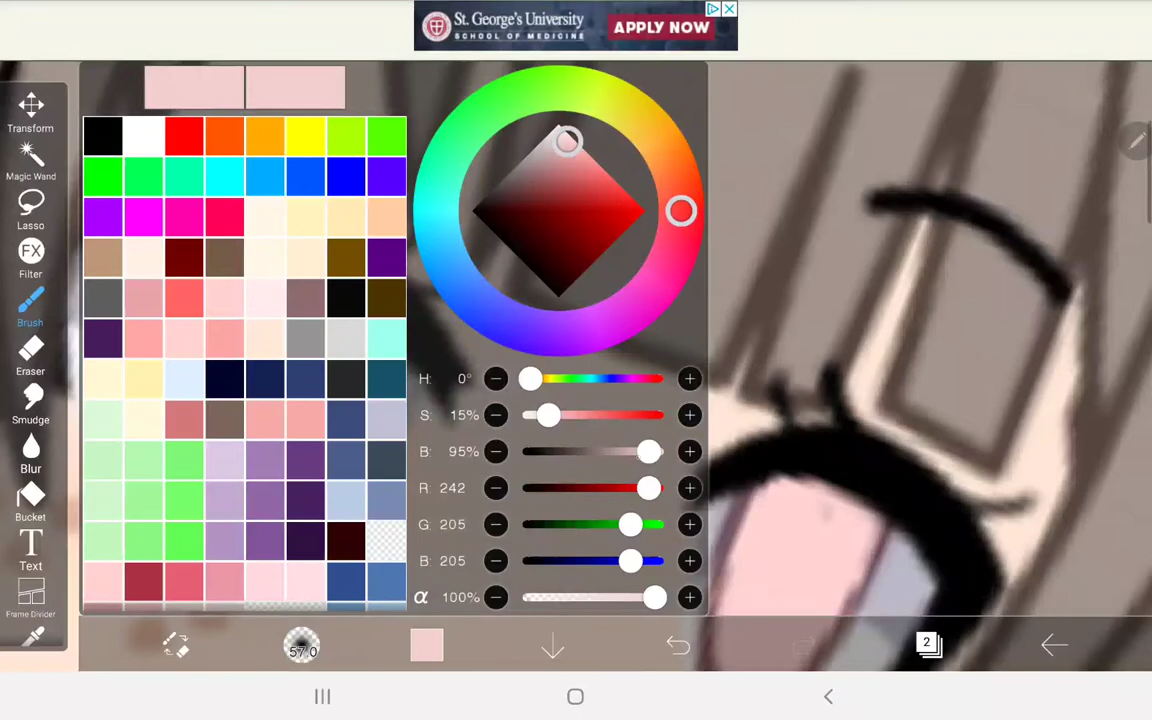 St. George's University
SCHOOL OF MEDICINE
APPLY NOW
Transform
Magic Wand
Lasso
FX
Filter
Brush
Eraser
Smudge
Blur
Bucket
T
Text
Frame Divider
H: 0°
S: 15%
B: 95%
R: 242
G: 205
B: 205
α 100%
57.0
2